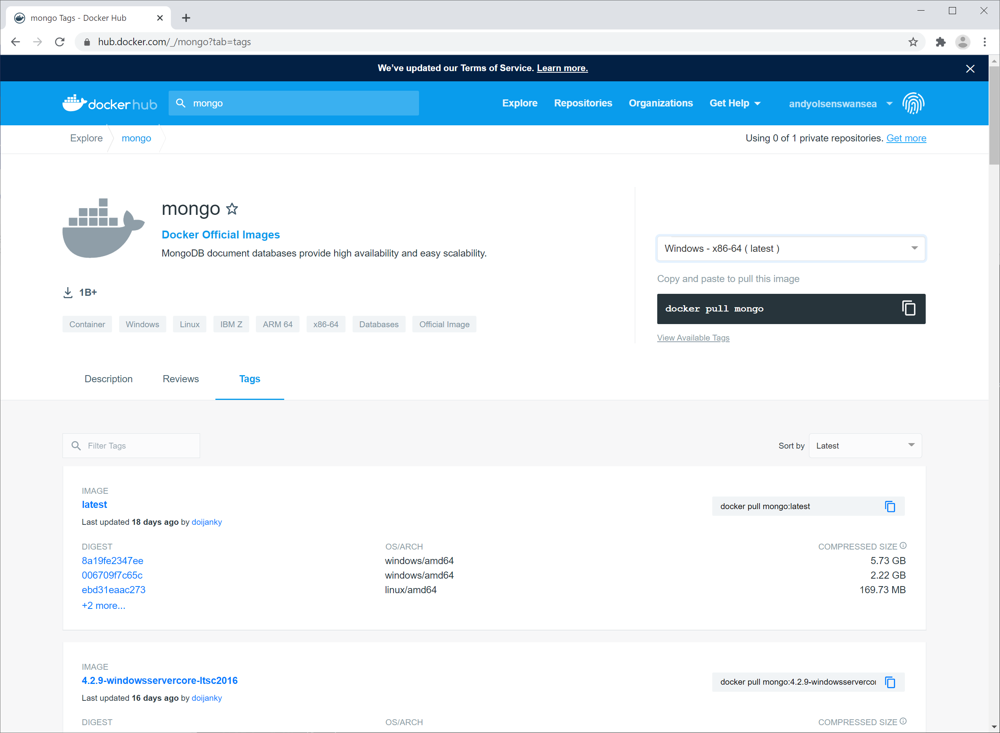 mongo Tags - Docker Hub
hub.docker.com/_/mongo?tab=tags
We've updated our Terms of Service. Learn more.
docker hub
mongo
Explore Repositories Organizations Get Help andyolsenswansea
Explore mongo
Using 0 of 1 private repositories. Get more
mongo
Docker Official Images
MongoDB document databases provide high availability and easy scalability.
1B+
Container Windows Linux IBM Z ARM 64 x86-64 Databases Official Image
Windows - x86-64 ( latest )
Copy and paste to pull this image
docker pull mongo
View Available Tags
Description Reviews Tags
Filter Tags
Sort by Latest
IMAGE
latest
Last updated 18 days ago by doijanky
docker pull mongo:latest
DIGEST OS/ARCH COMPRESSED SIZE
8a19fe2347ee windows/amd64 5.73 GB
006709f7c65c windows/amd64 2.22 GB
ebd31eaac273 linux/amd64 169.73 MB
+2 more...
IMAGE
4.2.9-windowsservercore-ltsc2016
Last updated 16 days ago by doijanky
docker pull mongo:4.2.9-windowsservercor
DIGEST OS/ARCH COMPRESSED SIZE